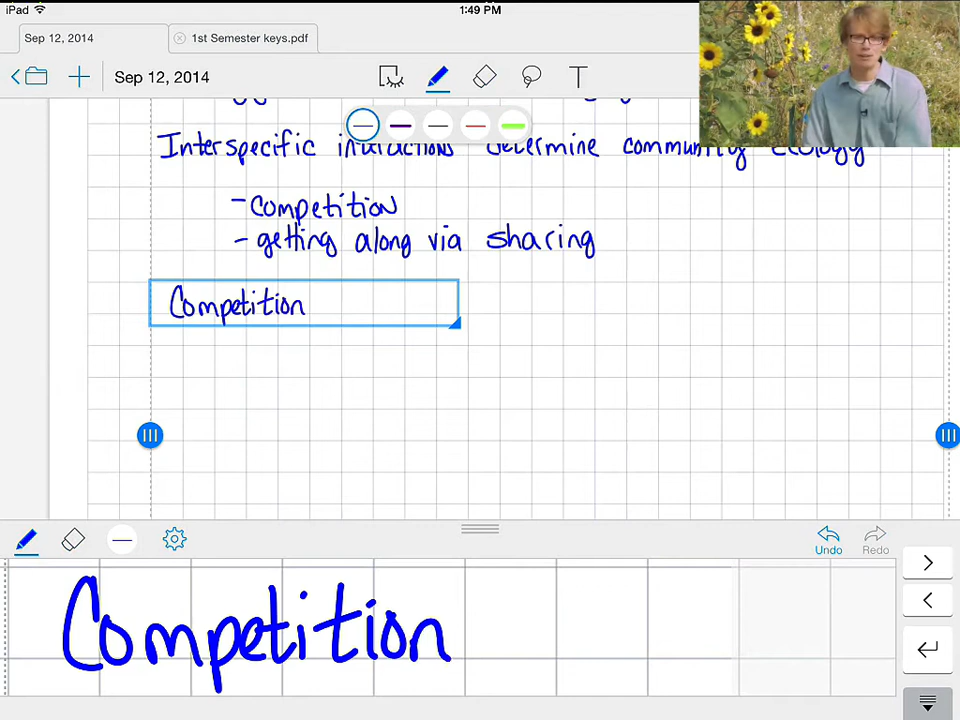 iPad 1:49 PM
Sep 12, 2014 1st Semester keys.pdf
Sep 12, 2014 T
Interspecific interactions determine community ecology
- competition
- getting along via sharing
Competition
Undo Redo
Competition